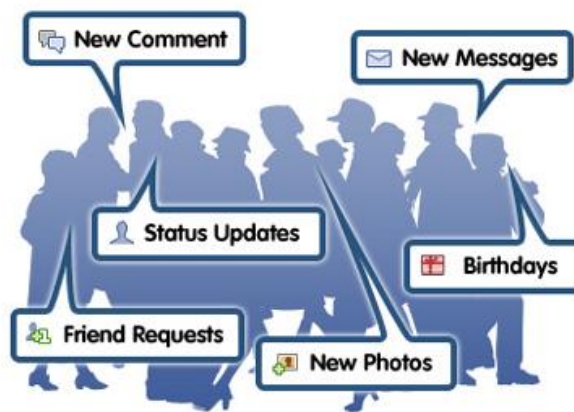 New Comment
New Messages
Status Updates
Birthdays
Friend Requests
New Photos